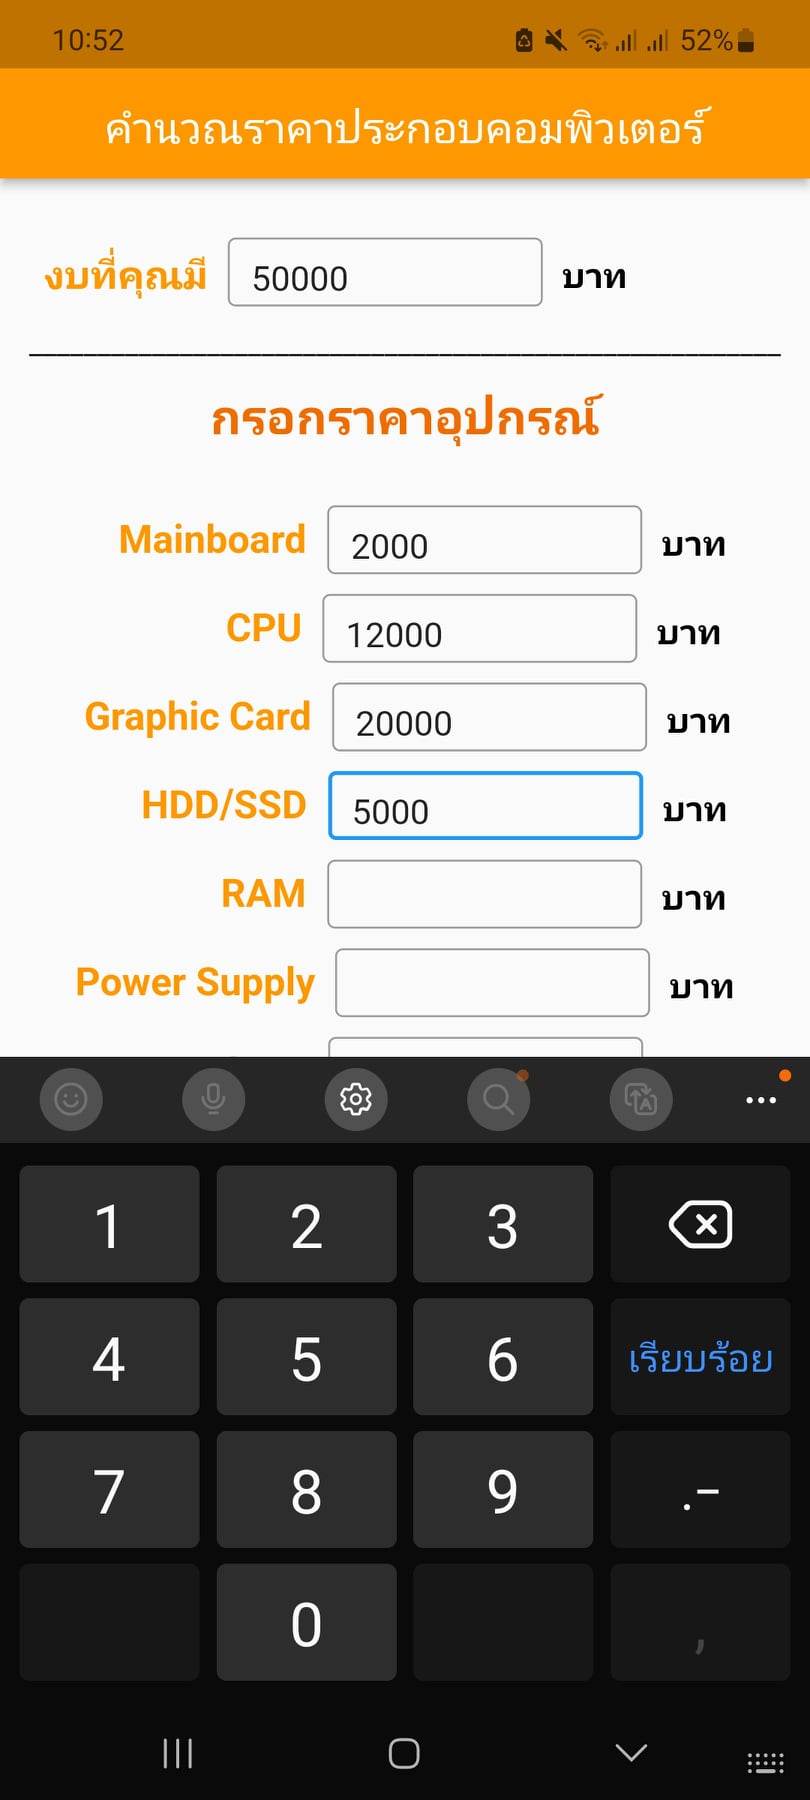 10:52 52%
คำนวณราคาประกอบคอมพิวเตอร์
งบที่คุณมี 50000 บาท
กรอกราคาอุปกรณ์
Mainboard 2000 บาท
CPU 12000 บาท
Graphic Card 20000 บาท
HDD/SSD 5000 บาท
RAM บาท
Power Supply บาท
1 2 3
4 5 6 เรียบร้อย
7 8 9 .-
0 ,